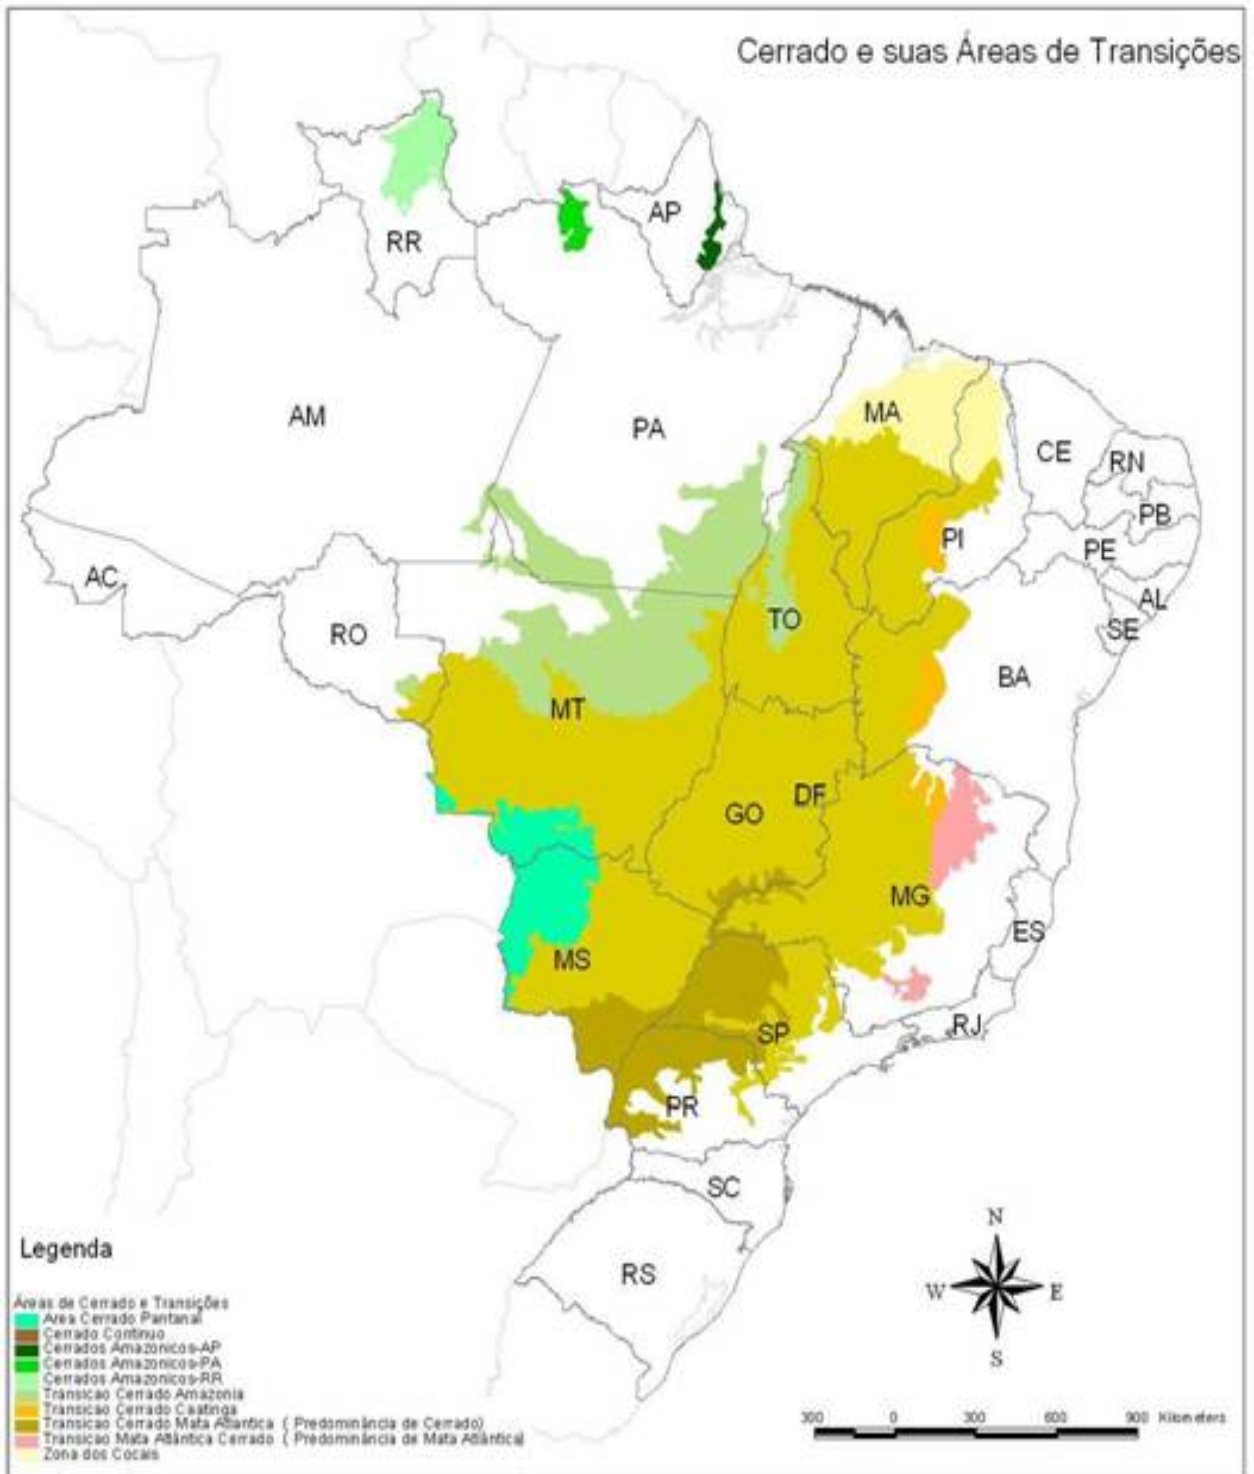 Cerrado e suas Áreas de Transições
AP
RR
AM
PA
MA
CE
RN
PB
PI
PE
AC
AL
TO
SE
RO
BA
MT
DF
GO
MG
ES
MS
RJ
SP
PR
SC
RS
N
W E
S
Legenda
Áreas de Cerrado e Transições
Area Cerrado Pantanal
Cerrado Continuo
Cerrados Amazonicos-AP
Cerrados Amazonicos-PA
Cerrados Amazonicos-RR
Transicao Cerrado Amazonia
Transicao Cerrado Caatinga
Transicao Cerrado Mata Atlantica ( Predominância de Cerrado)
Transicao Mata Atlântica Cerrado ( Predominância de Mata Atlântica)
Zona dos Cocais
300 0 300 600 900 Kilometers